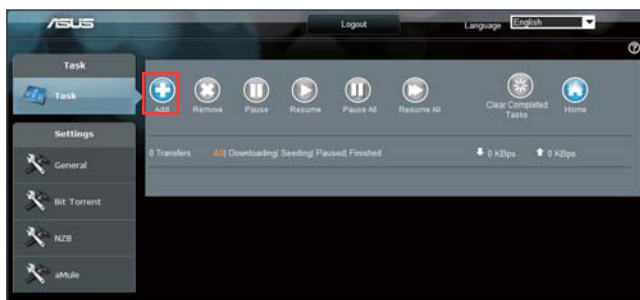 ASUS
Logout
Language English
Task
Task
Add Remove Pause Resume Pause All Resume All Clear Completed Tasks Home
0 Transfers All| Downloading| Seeding| Paused| Finished 0 KBps 0 KBps
Settings
General
Bit Torrent
NZB
aMule